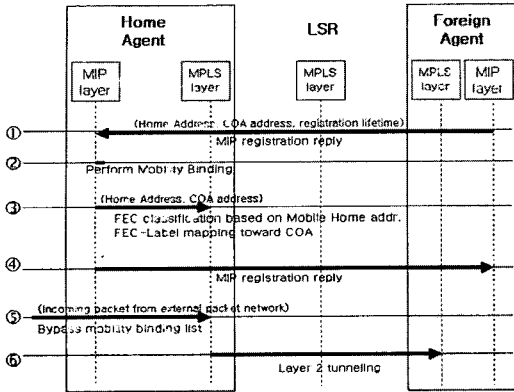 Home
Agent
LSR
Foreign
Agent
MIP
layer
MPLS
layer
MPLS
layer
MPLS
layer
MIP
layer
① (Home Address, COA address, registration lifetime)
MIP registration reply
② Perform Mobility Binding
③ (Home Address, COA address)
FEC classification based on Mobile Home addr.
FEC-Label mapping toward COA
④ MIP registration reply
⑤ (Incoming packet from external packet network)
Bypass mobility binding list
⑥ Layer 2 tunneling